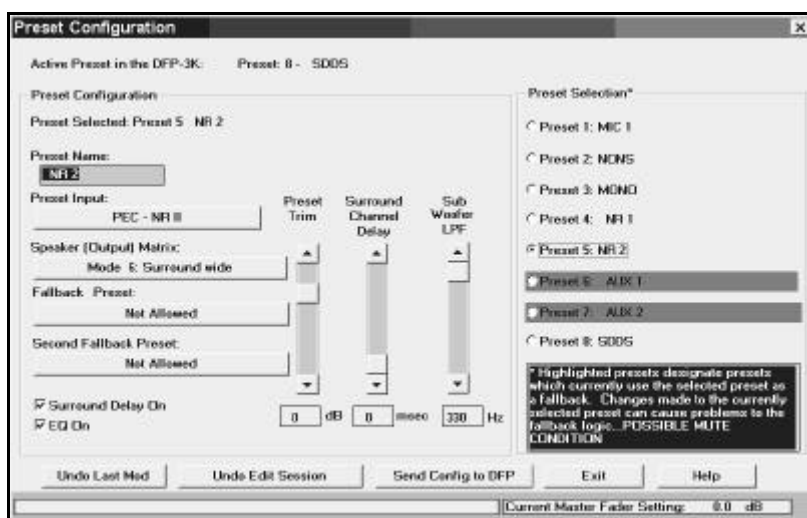 Preset Configuration
Active Preset in the DFP-3K: Preset: 8 - SDDS
Preset Configuration
Preset Selected: Preset 5 NR 2
Preset Name:
NR 2
Preset Input:
PEC - NR II
Speaker (Output) Matrix:
Mode 6: Surround wide
Fallback Preset:
Not Allowed
Second Fallback Preset:
Not Allowed
Surround Delay On
EQ On
Preset Trim
Surround Channel Delay
Sub Woofer LPF
0 dB 0 msec 330 Hz
Preset Selection*
Preset 1: MIC 1
Preset 2: NONS
Preset 3: MONO
Preset 4: NR 1
Preset 5: NR 2
Preset 6: AUX 1
Preset 7: AUX 2
Preset 8: SDDS
* Highlighted presets designate presets
which currently use the selected preset as
a fallback. Changes made to the currently
selected preset can cause problems to the
fallback logic...POSSIBLE MUTE
CONDITION
Undo Last Mod Undo Edit Session Send Config to DFP Exit Help
Current Master Fader Setting: 0.0 dB